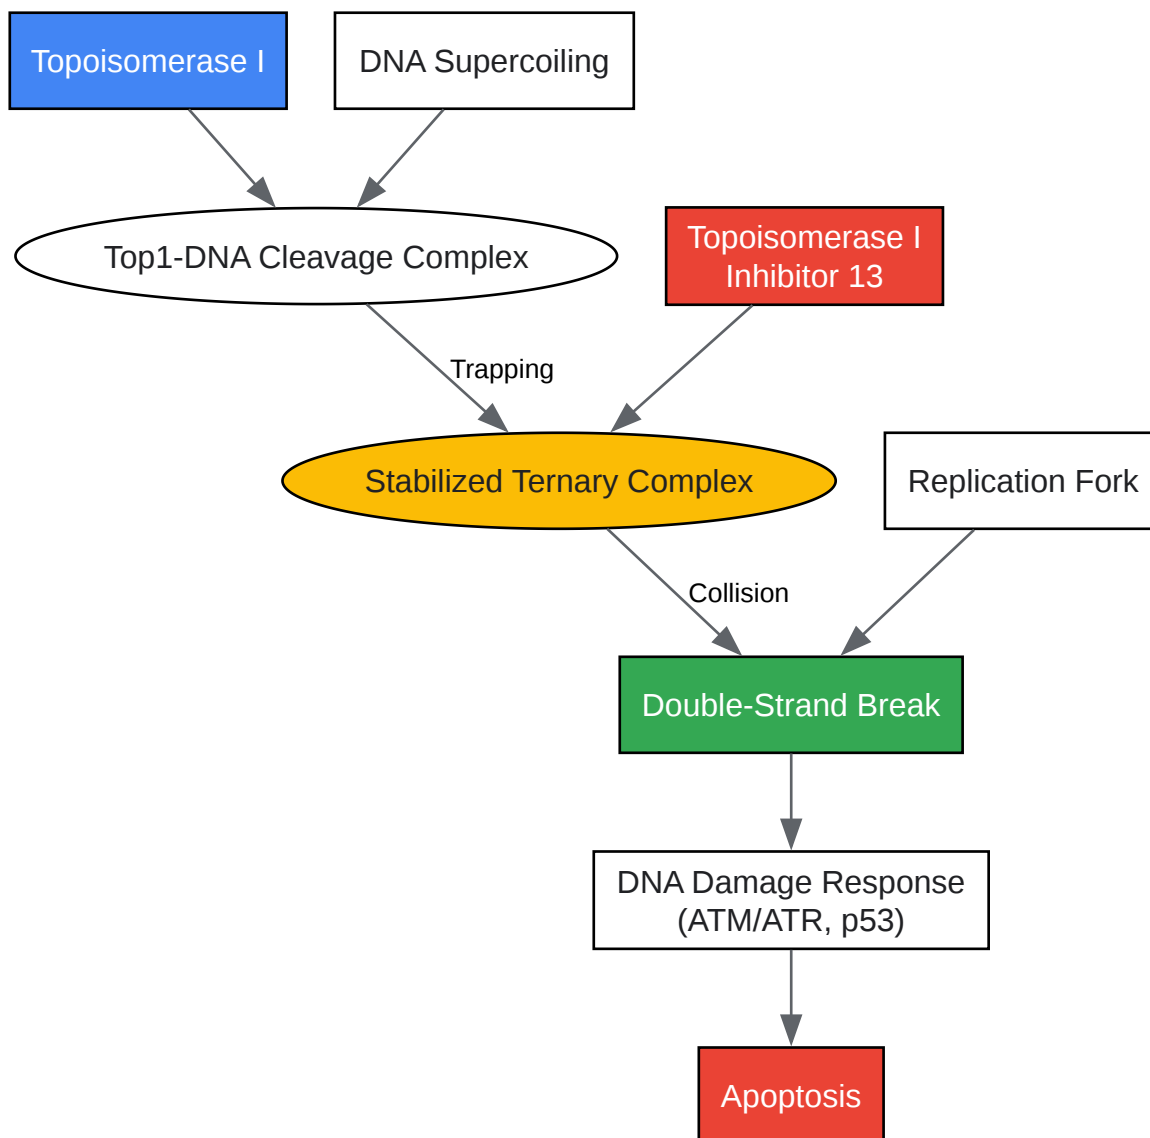 Topoisomerase I
DNA Supercoiling
Top1-DNA Cleavage Complex
Topoisomerase I
Inhibitor 13
Trapping
Stabilized Ternary Complex
Replication Fork
Collision
Double-Strand Break
DNA Damage Response
(ATM/ATR, p53)
Apoptosis